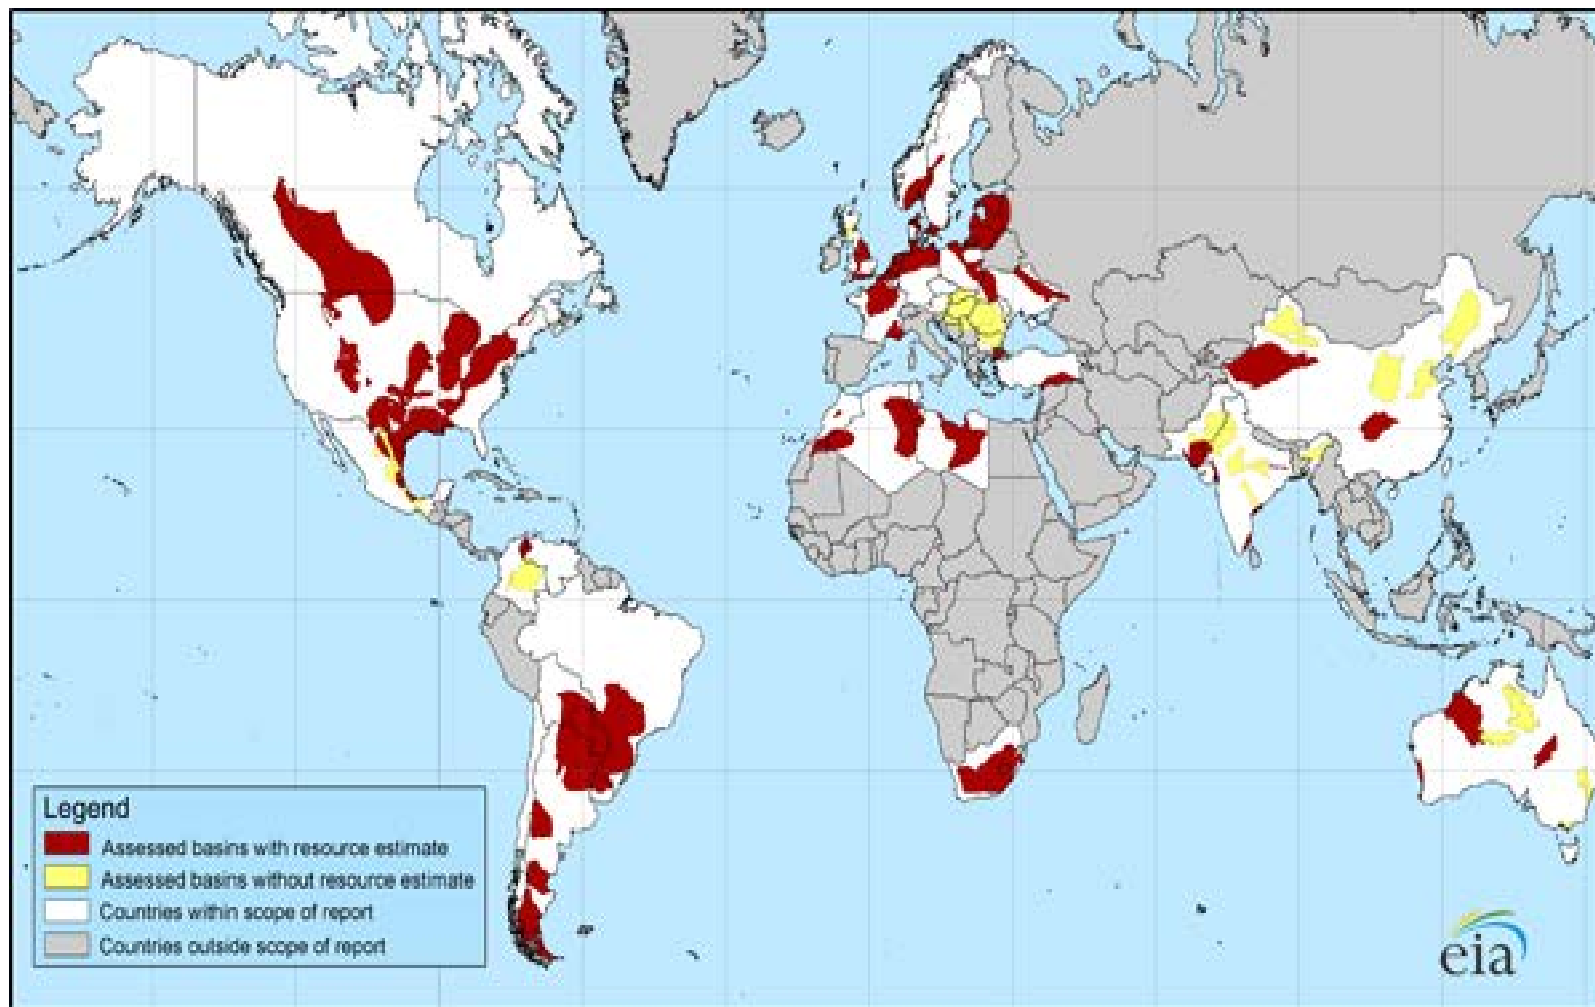 Legend
Assessed basins with resource estimate
Assessed basins without resource estimate
Countries within scope of report
Countries outside scope of report
eia